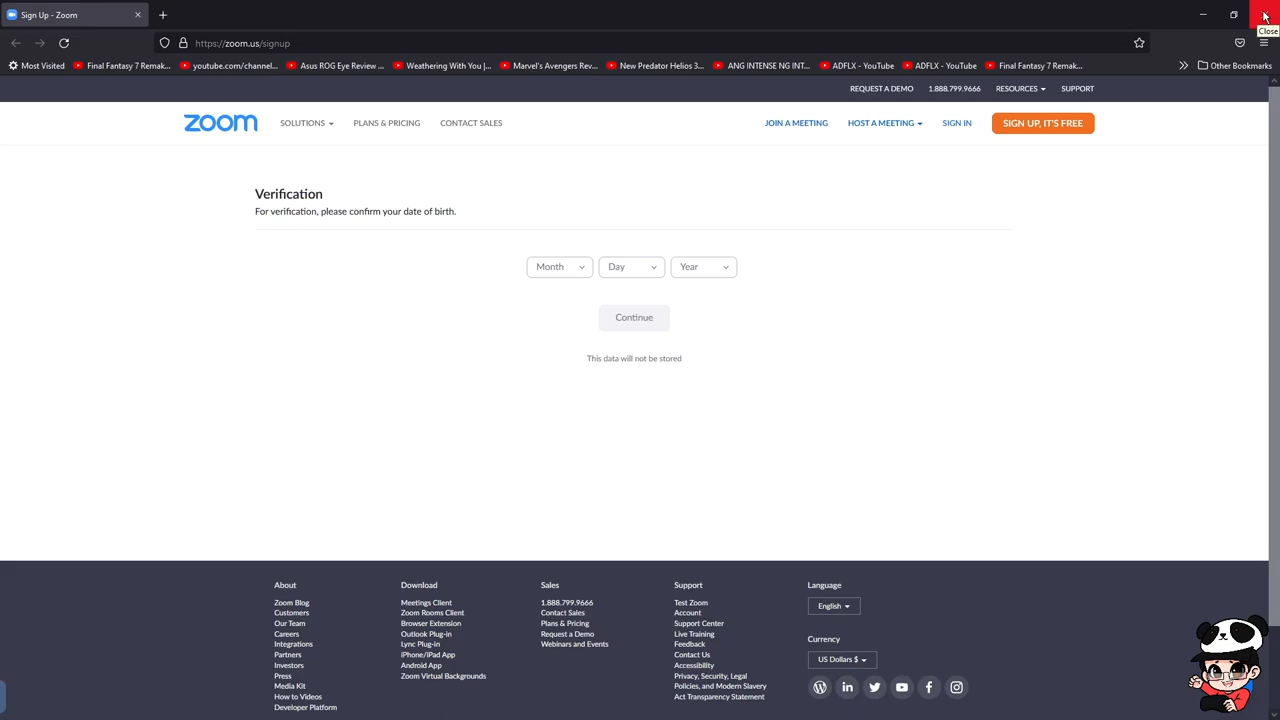 Sign Up - Zoom
Close
https://zoom.us/signup
Most Visited
Final Fantasy 7 Remak...
youtube.com/channel...
Asus ROG Eye Review ...
Weathering With You |...
Marvel's Avengers Rev...
New Predator Helios 3...
ANG INTENSE NG INT...
ADFLX - YouTube
ADFLX - YouTube
Final Fantasy 7 Remak...
Other Bookmarks
REQUEST A DEMO
1.888.799.9666
RESOURCES
SUPPORT
zoom
SOLUTIONS
PLANS & PRICING
CONTACT SALES
JOIN A MEETING
HOST A MEETING
SIGN IN
SIGN UP, IT'S FREE
Verification
For verification, please confirm your date of birth.
Month
Day
Year
Continue
This data will not be stored
About
Zoom Blog
Customers
Our Team
Careers
Integrations
Partners
Investors
Press
Media Kit
How to Videos
Developer Platform
Download
Meetings Client
Zoom Rooms Client
Browser Extension
Outlook Plug-in
Lync Plug-in
iPhone/iPad App
Android App
Zoom Virtual Backgrounds
Sales
1.888.799.9666
Contact Sales
Plans & Pricing
Request a Demo
Webinars and Events
Support
Test Zoom
Account
Support Center
Live Training
Feedback
Contact Us
Accessibility
Privacy, Security, Legal
Policies, and Modern Slavery
Act Transparency Statement
Language
English
Currency
US Dollars $